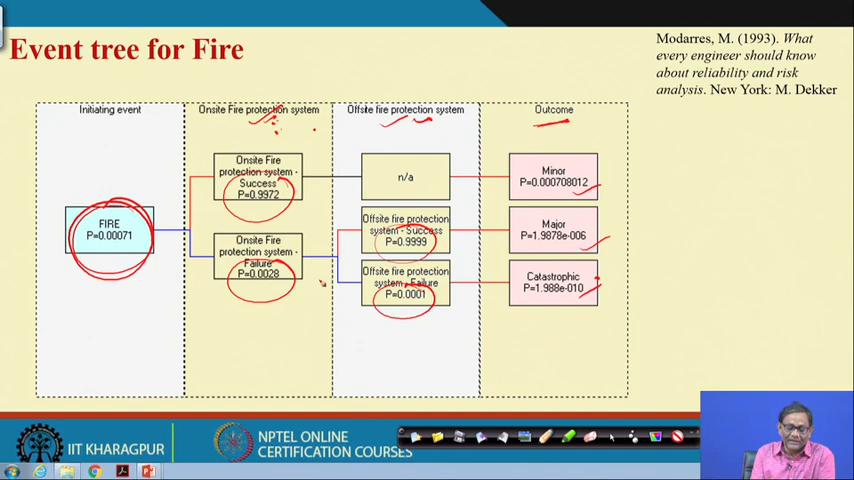 Event tree for Fire
Modarres, M. (1993). What
every engineer should know
about reliability and risk
analysis. New York: M. Dekker
Initiating event
Onsite Fire protection system
Offsite fire protection system
Outcome
FIRE
P=0.00071
Onsite Fire
protection system -
Success
P=0.9972
Onsite Fire
protection system -
Failure
P=0.0028
n/a
Offsite fire protection
system - Success
P=0.9999
Offsite fire protection
system - Failure
P=0.0001
Minor
P=0.000708012
Major
P=1.9878e-006
Catastrophic
P=1.988e-010
IIT KHARAGPUR
NPTEL ONLINE
CERTIFICATION COURSES